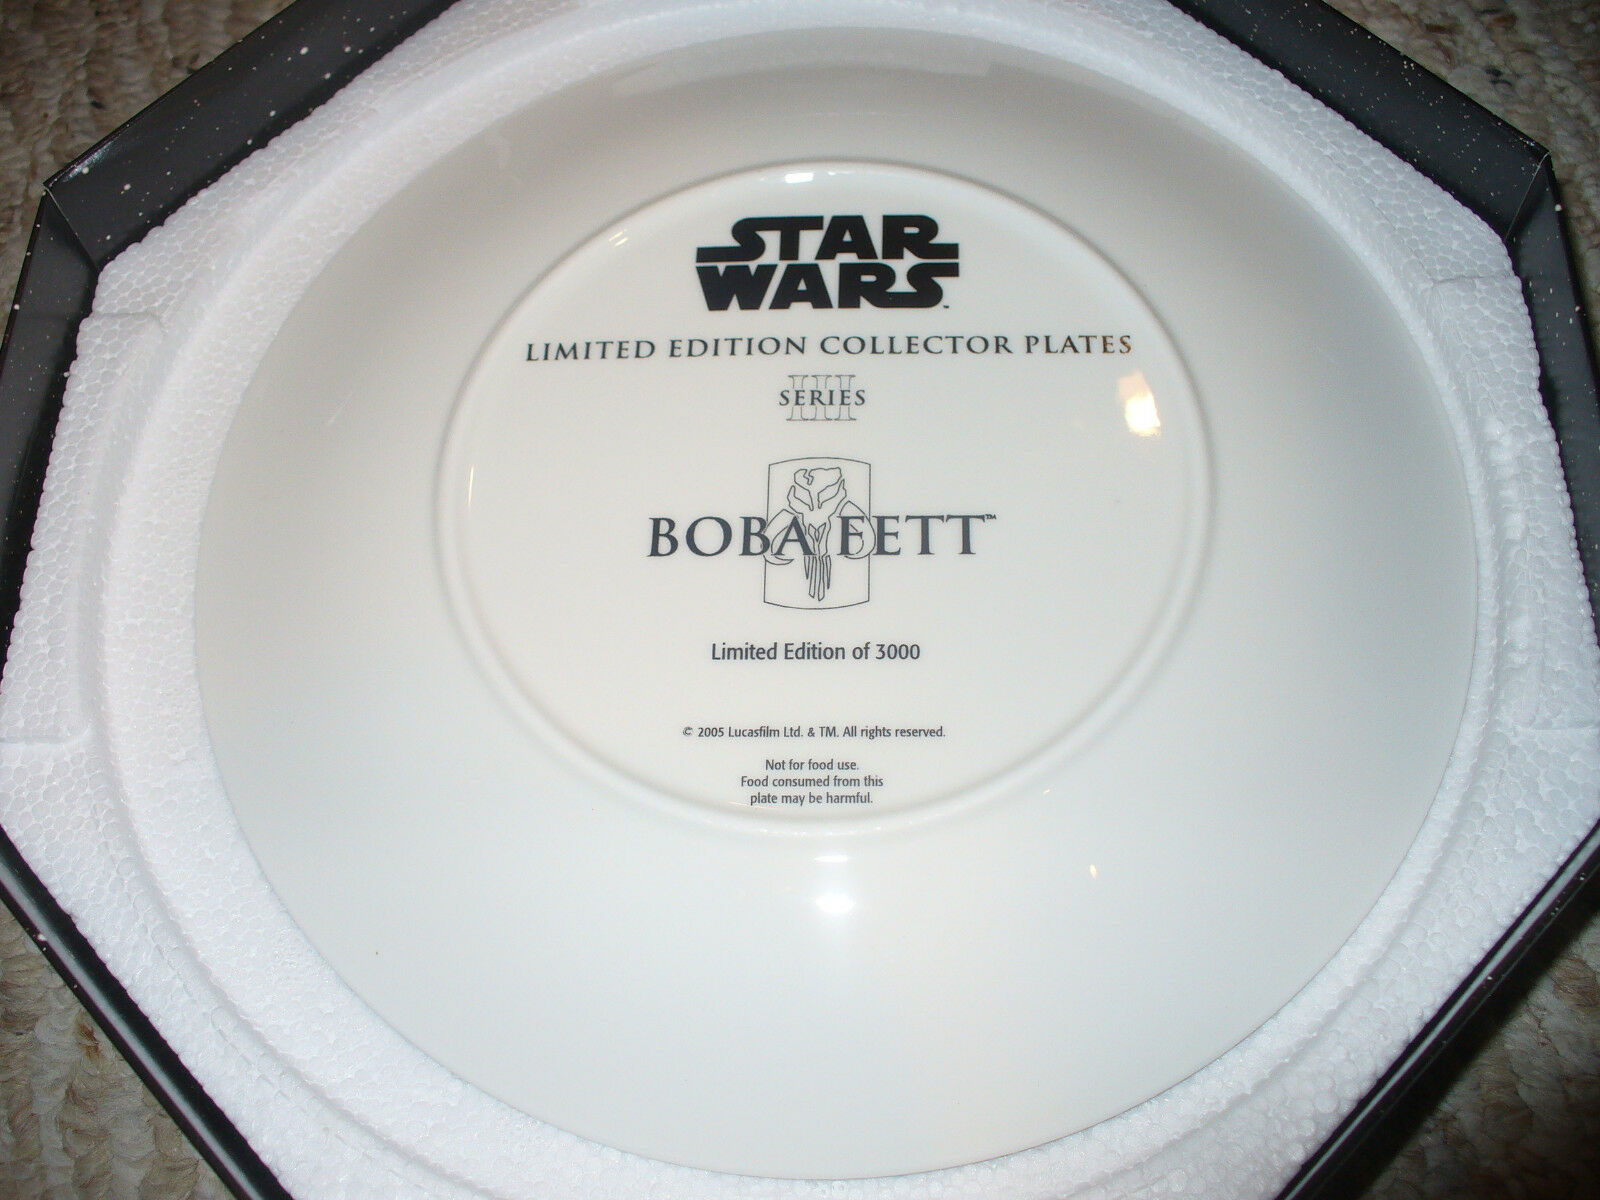 STAR
WARS™
LIMITED EDITION COLLECTOR PLATES
III
SERIES
BOBA FETT™
Limited Edition of 3000
© 2005 Lucasfilm Ltd. & TM. All rights reserved.
Not for food use.
Food consumed from this
plate may be harmful.